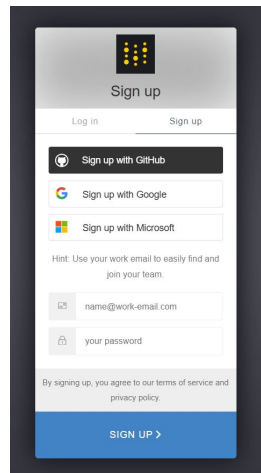 Sign up
Log in
Sign up
Sign up with GitHub
Sign up with Google
Sign up with Microsoft
Hint: Use your work email to easily find and
join your team.
name@work-email.com
your password
By signing up, you agree to our terms of service and
privacy policy.
SIGN UP >